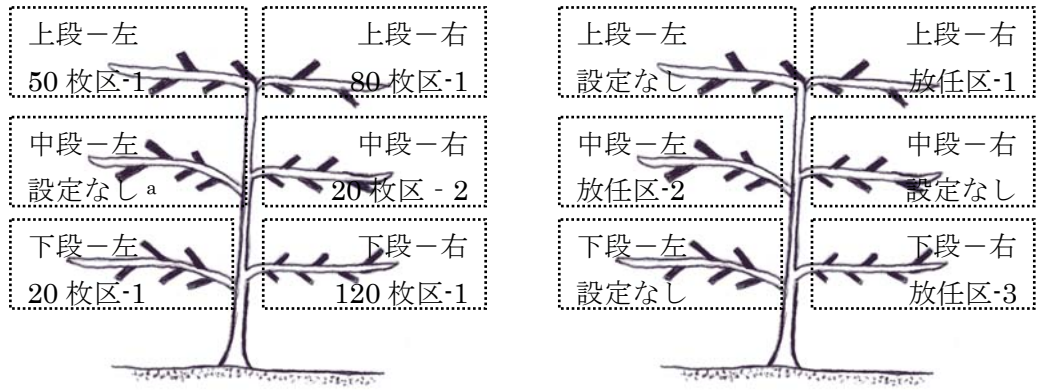 上段－左
50 枚区-1
上段－右
80 枚区-1
中段－左
設定なしa
中段－右
20 枚区 - 2
下段－左
20 枚区-1
下段－右
120 枚区-1
上段－左
設定なし
上段－右
放任区-1
中段－左
放任区-2
中段－右
設定なし
下段－左
設定なし
下段－右
放任区-3